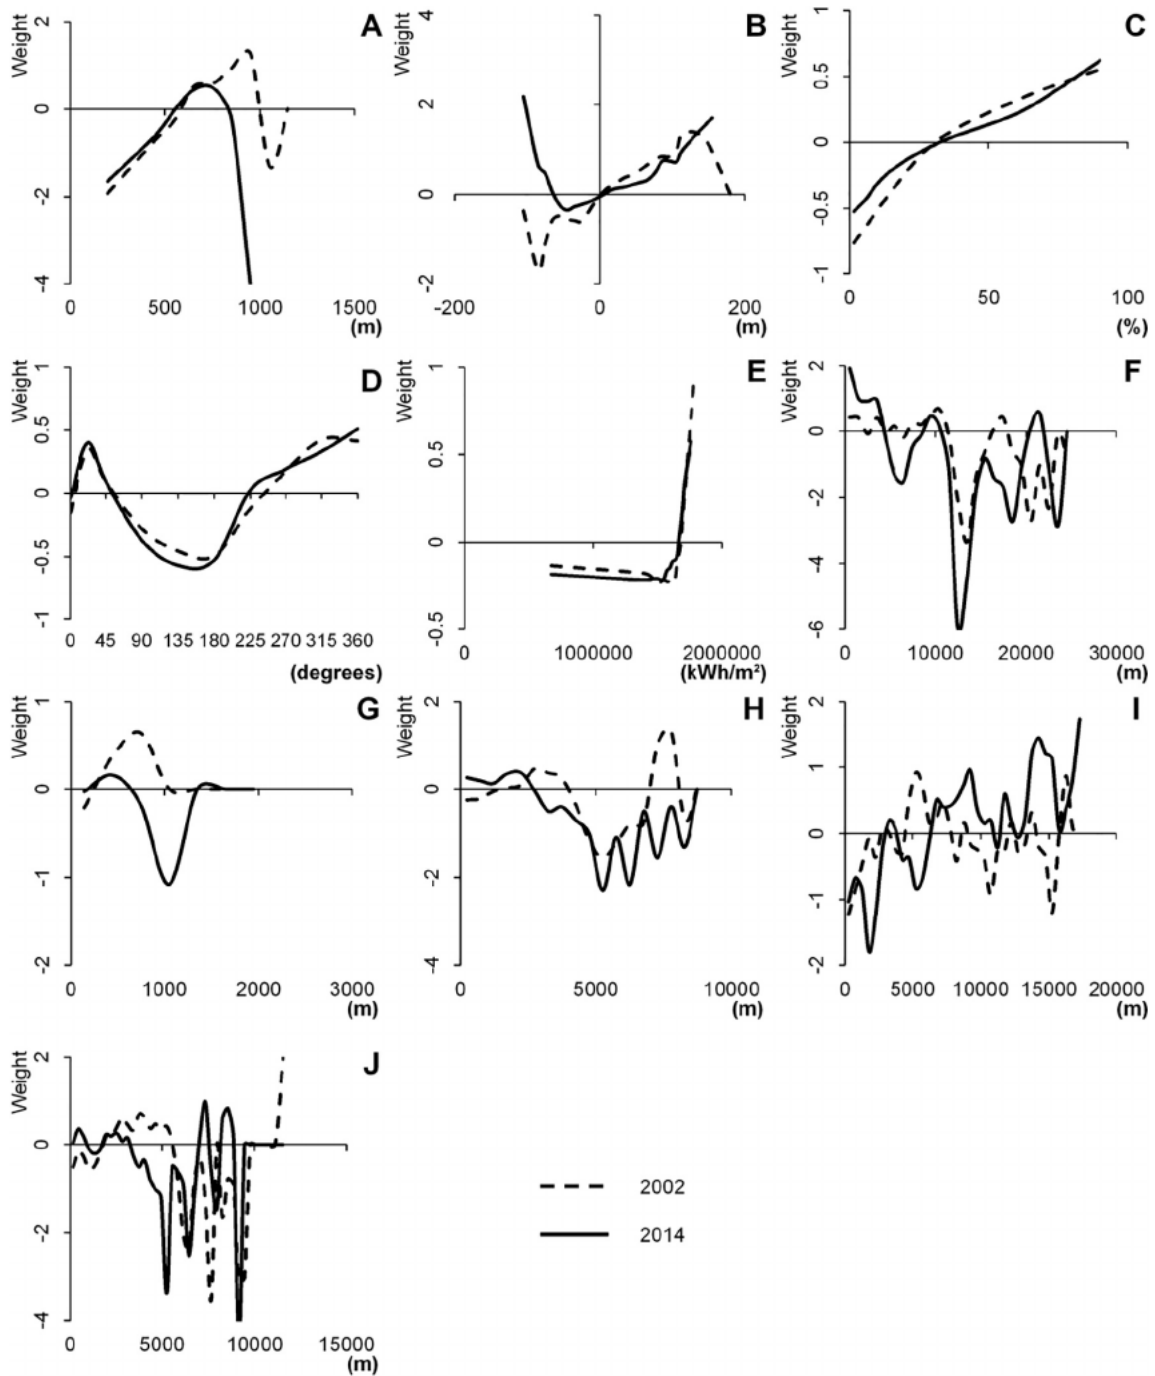 A
Weight
2
0
-2
-4
0 500 1000 1500
(m)
B
Weight
4
2
0
-2
-200 0 200
(m)
C
Weight
1
0.5
0
-0.5
-1
0 50 100
(%)
D
Weight
1
0.5
0
-0.5
-1
0 45 90 135 180 225 270 315 360
(degrees)
E
Weight
1
0.5
0
-0.5
0 1000000 2000000
(kWh/m²)
F
Weight
2
0
-2
-4
-6
0 10000 20000 30000
(m)
G
Weight
1
0
-1
-2
0 1000 2000 3000
(m)
H
Weight
2
0
-2
-4
0 5000 10000
(m)
I
Weight
2
1
0
-1
-2
0 5000 10000 15000 20000
(m)
J
Weight
2
0
-2
-4
0 5000 10000 15000
(m)
2002
2014